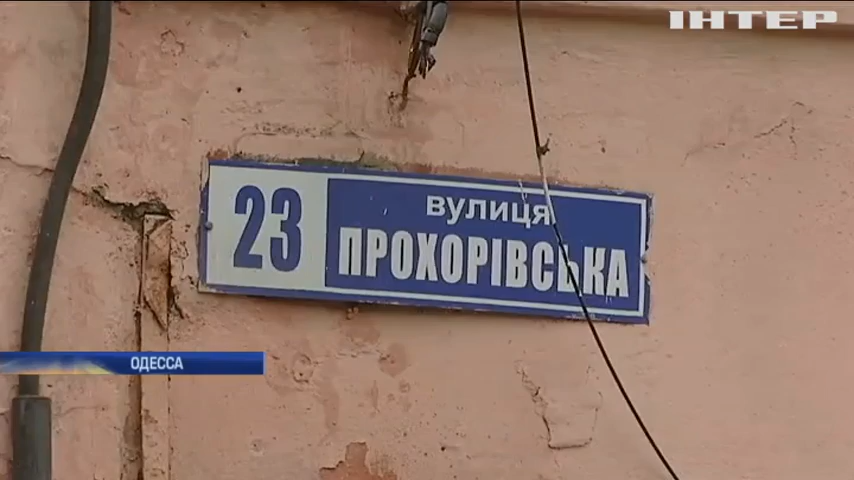 ІНТЕР
23
вулиця
ПРОХОРІВСЬКА
ОДЕССА